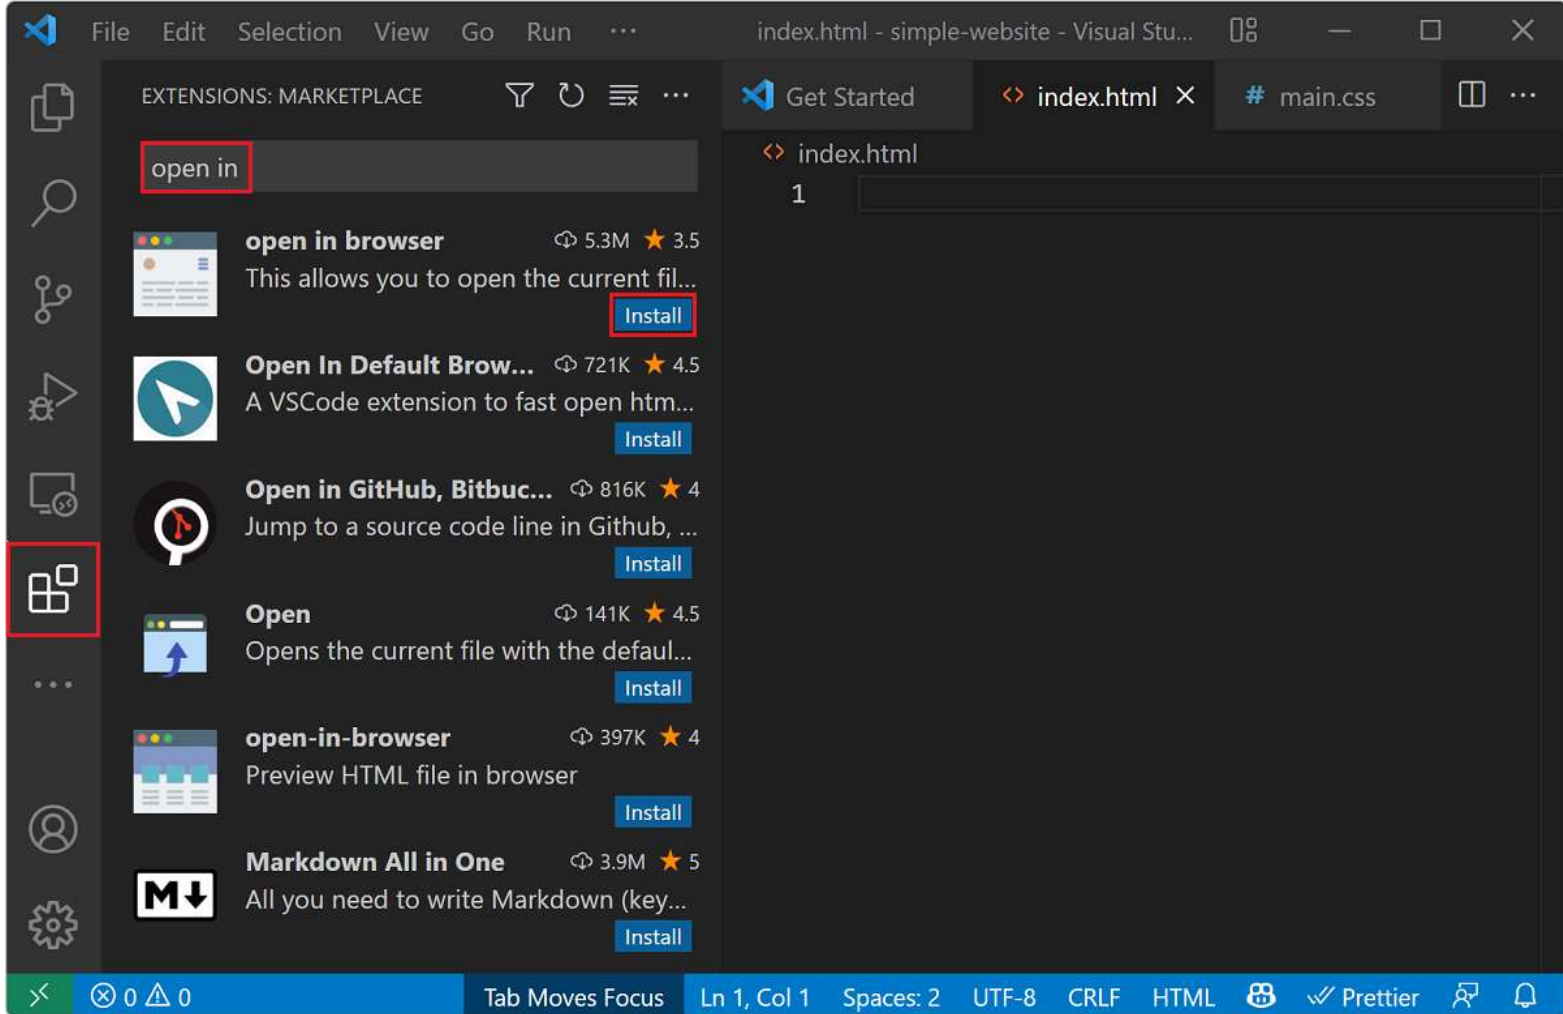 File Edit Selection View Go Run ··· index.html - simple-website - Visual Stu...
EXTENSIONS: MARKETPLACE
Get Started
index.html
# main.css
open in
index.html
1
open in browser 5.3M ★ 3.5
This allows you to open the current fil...
Install
Open In Default Brow... 721K ★ 4.5
A VSCode extension to fast open htm...
Install
Open in GitHub, Bitbuc... 816K ★ 4
Jump to a source code line in Github, ...
Install
Open 141K ★ 4.5
Opens the current file with the defaul...
Install
open-in-browser 397K ★ 4
Preview HTML file in browser
Install
Markdown All in One 3.9M ★ 5
All you need to write Markdown (key...
Install
0 0 Tab Moves Focus Ln 1, Col 1 Spaces: 2 UTF-8 CRLF HTML Prettier